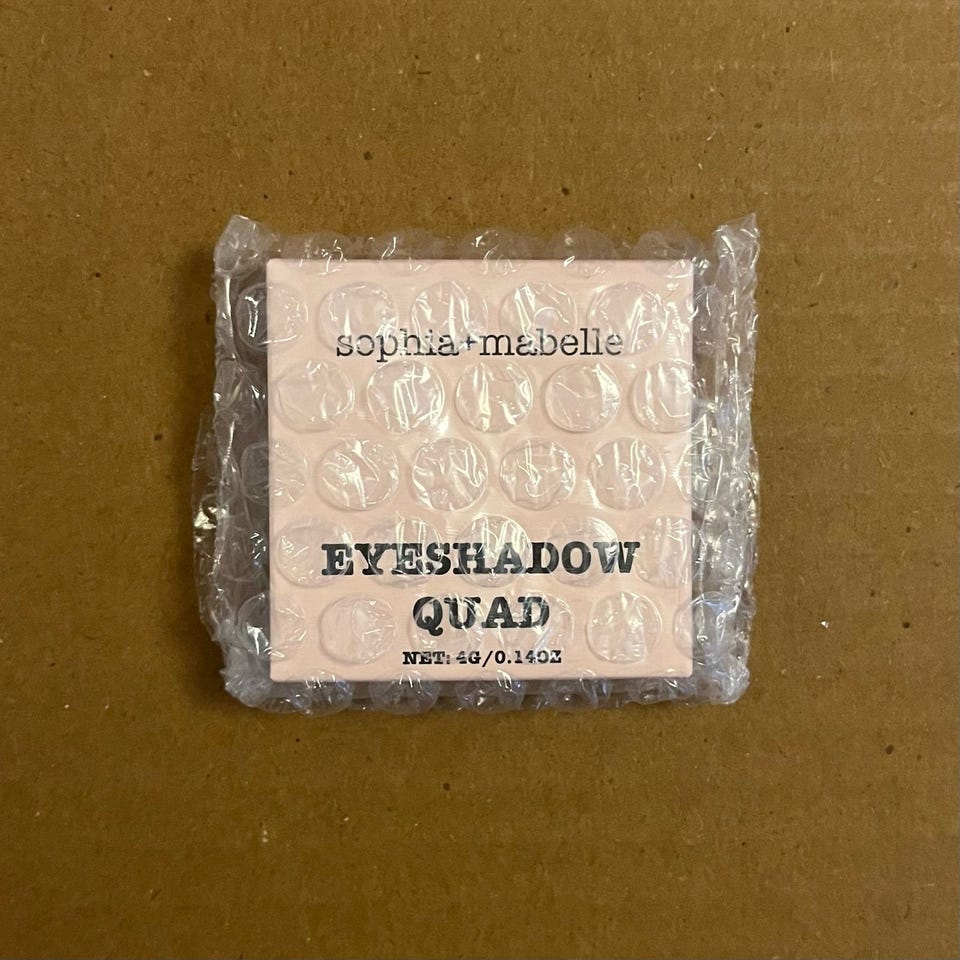 sophia+mabelle
EYESHADOW
QUAD
NET: 4G/0.14OZ